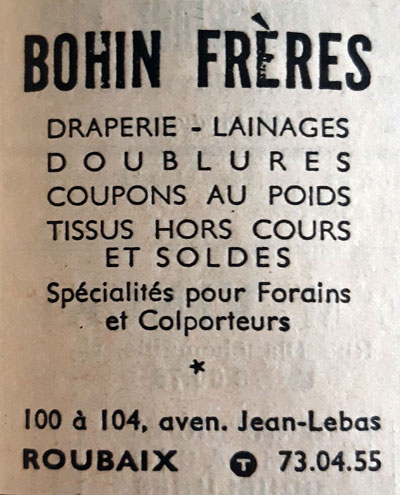 BOHIN FRÈRES
DRAPERIE - LAINAGES
DOUBLURES
COUPONS AU POIDS
TISSUS HORS COURS
ET SOLDES
Spécialités pour Forains
et Colporteurs
*
100 à 104, aven. Jean-Lebas
ROUBAIX T 73.04.55